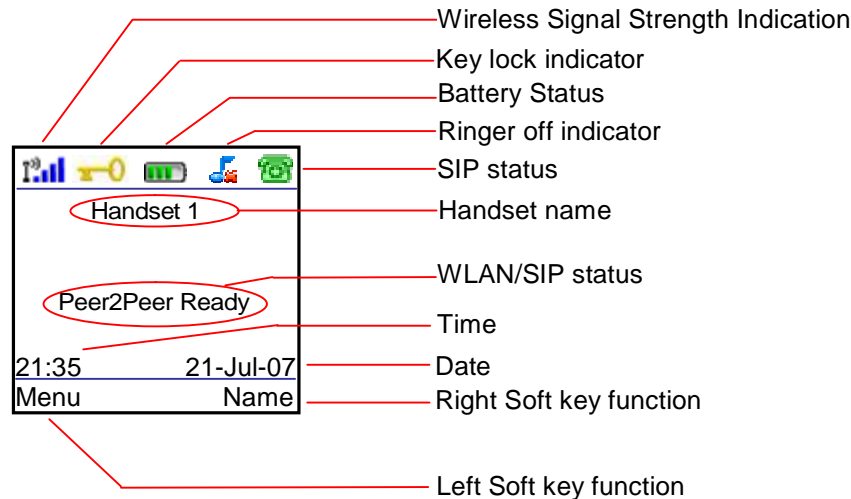 Wireless Signal Strength Indication
Key lock indicator
Battery Status
Ringer off indicator
SIP status
Handset 1
Handset name
WLAN/SIP status
Peer2Peer Ready
Time
21:35 21-Jul-07
Date
Menu Name
Right Soft key function
Left Soft key function